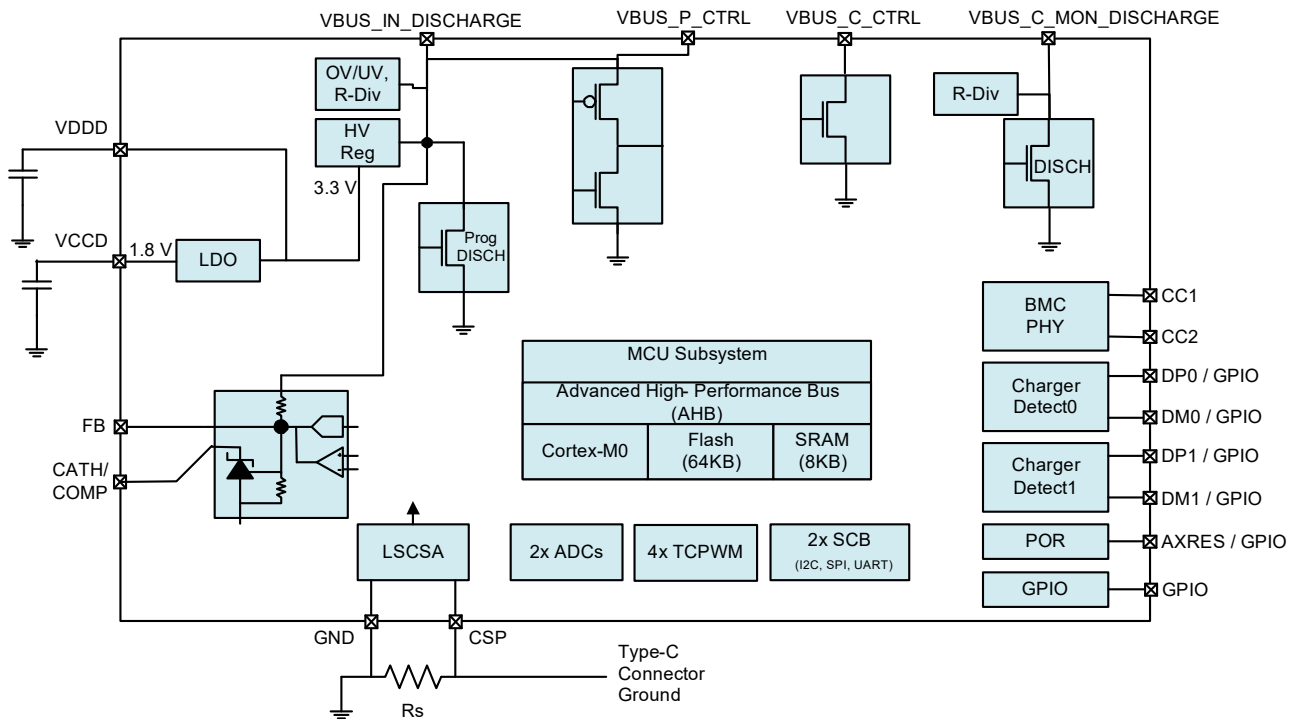 VBUS_IN_DISCHARGE
VBUS_P_CTRL
VBUS_C_CTRL
VBUS_C_MON_DISCHARGE
OV/UV,
R-Div
R-Div
VDDD
HV
Reg
3.3 V
DISCH
VCCD
1.8 V
LDO
Prog
DISCH
BMC
PHY
CC1
CC2
MCU Subsystem
Advanced High- Performance Bus
(AHB)
Cortex-M0
Flash
(64KB)
SRAM
(8KB)
Charger
Detect0
DP0 / GPIO
DM0 / GPIO
FB
CATH/
COMP
Charger
Detect1
DP1 / GPIO
DM1 / GPIO
LSCSA
2x ADCs
4x TCPWM
2x SCB
(I2C, SPI, UART)
POR
AXRES / GPIO
GPIO
GPIO
GND
CSP
Type-C
Connector
Ground
Rs